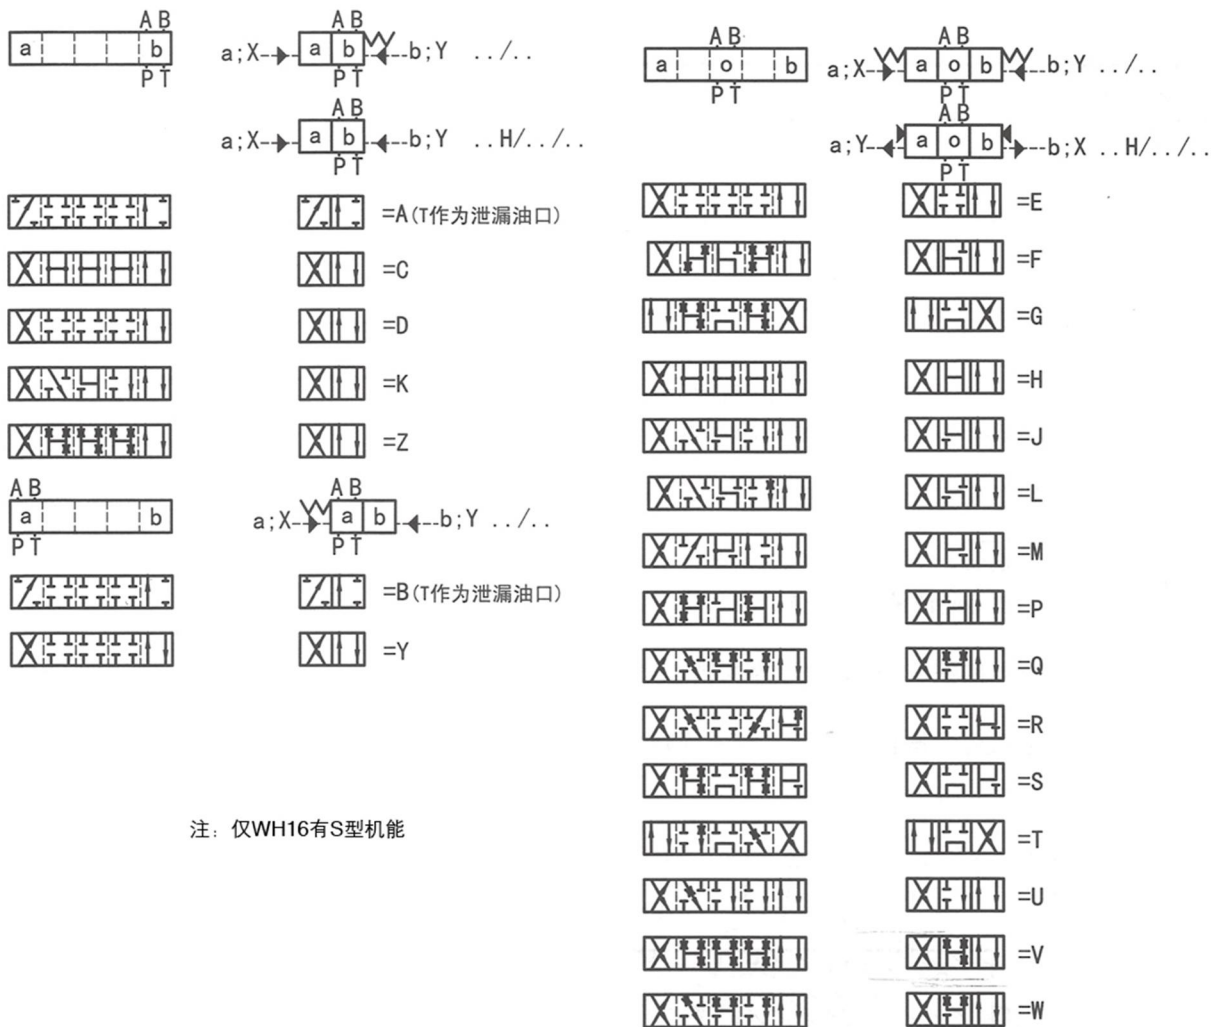 A B
a b
P T
A B
a;X a b b;Y ../..
P T
A B
a;X a b b;Y ..H/../..
P T
=A(T作为泄漏油口)
=C
=D
=K
=Z
A B
a b
P T
A B
a;X a b b;Y ../..
P T
=B(T作为泄漏油口)
=Y
注：仅WH16有S型机能
A B
a o b
P T
A B
a;X a o b b;Y ../..
P T
A B
a;Y a o b b;X ..H/../..
P T
=E
=F
=G
=H
=J
=L
=M
=P
=Q
=R
=S
=T
=U
=V
=W